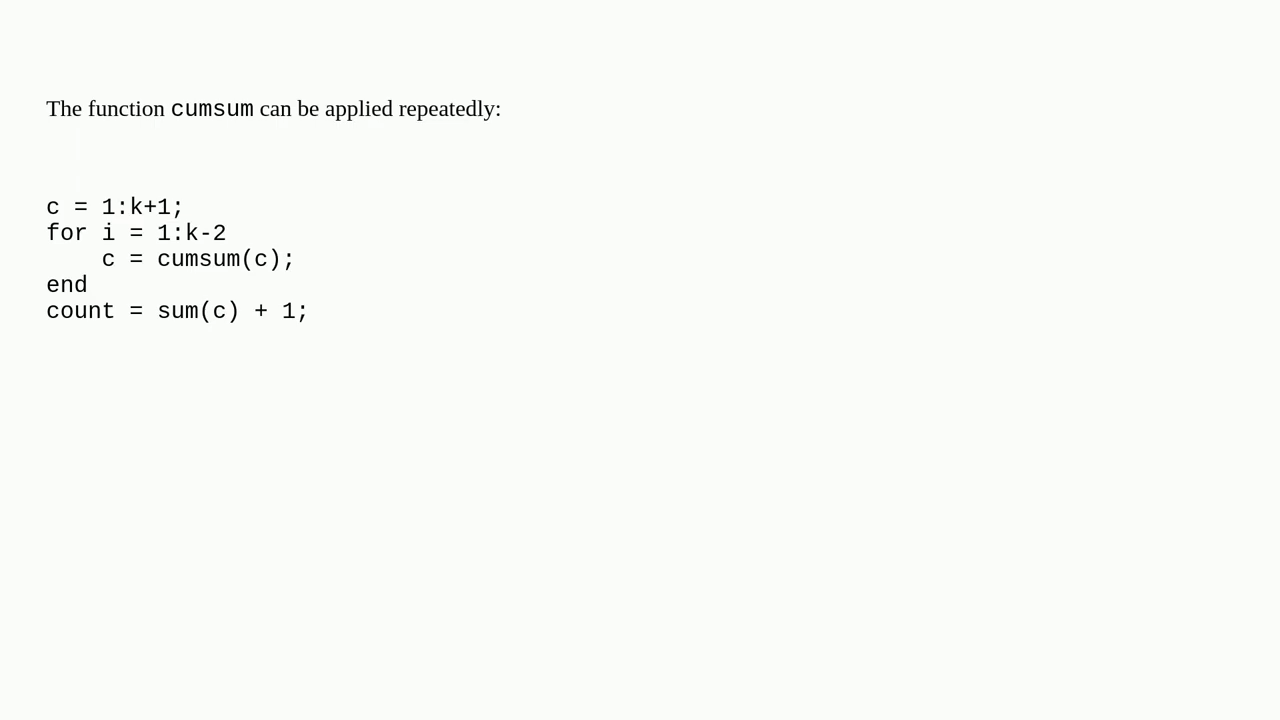 The function cumsum can be applied repeatedly:
c = 1:k+1;
for i = 1:k-2
    c = cumsum(c);
end
count = sum(c) + 1;